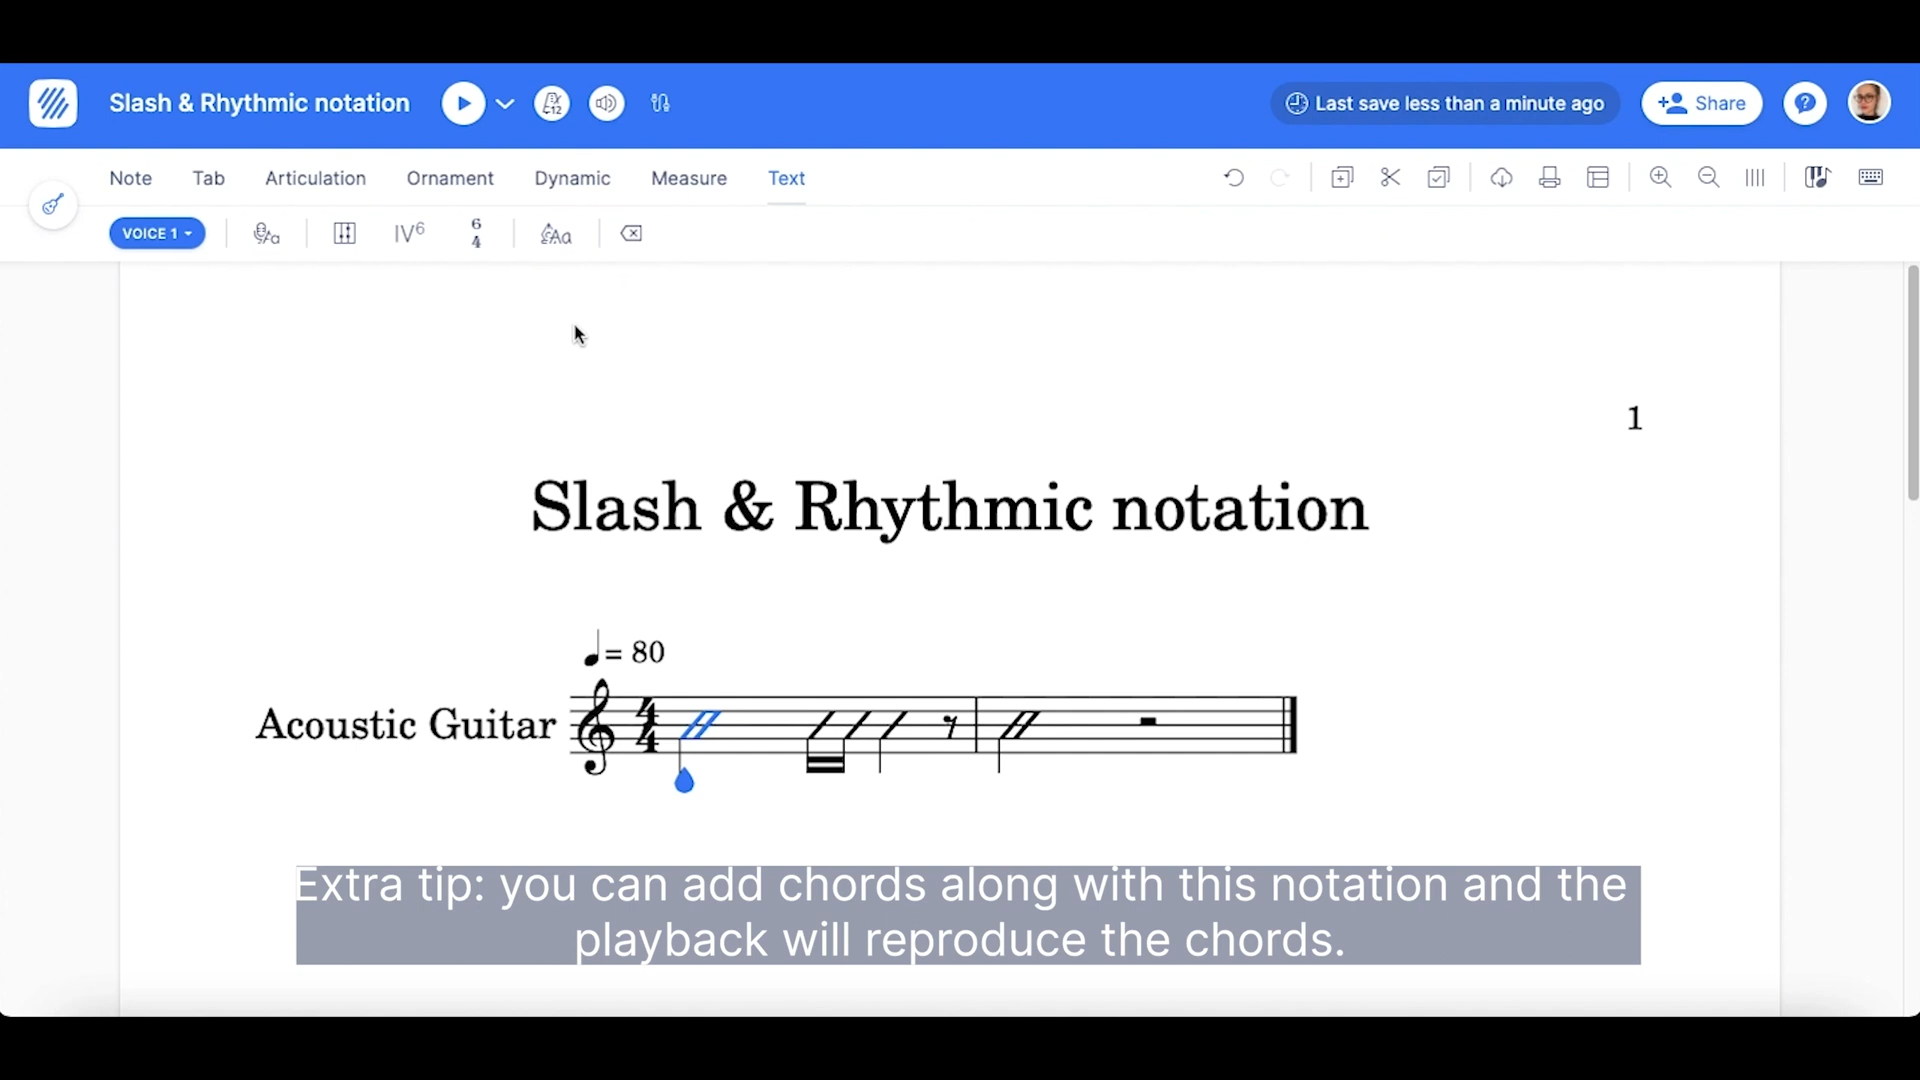 Slash & Rhythmic notation
Last save less than a minute ago
Share
Note Tab Articulation Ornament Dynamic Measure Text
VOICE 1
IV6
6
4
Aa
1
Slash & Rhythmic notation
= 80
Acoustic Guitar
4
4
Extra tip: you can add chords along with this notation and the
playback will reproduce the chords.